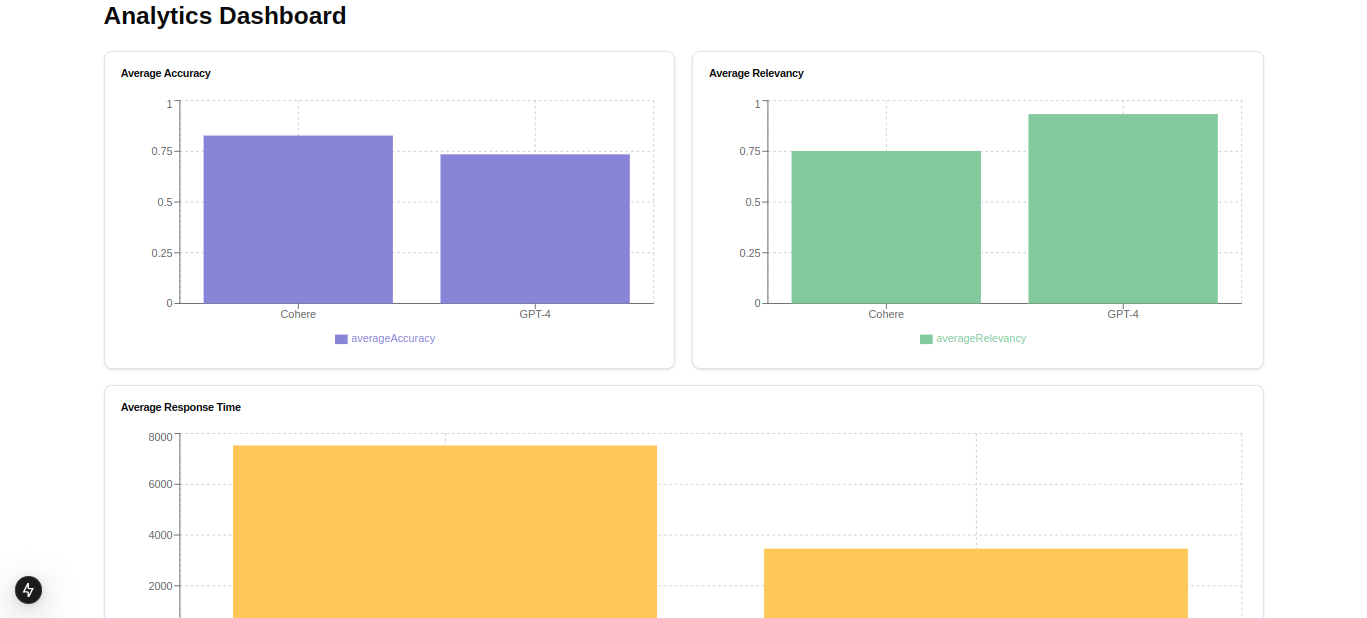 Analytics Dashboard
Average Accuracy
1
0.75
0.5
0.25
0
Cohere GPT-4
averageAccuracy
Average Relevancy
1
0.75
0.5
0.25
0
Cohere GPT-4
averageRelevancy
Average Response Time
8000
6000
4000
2000